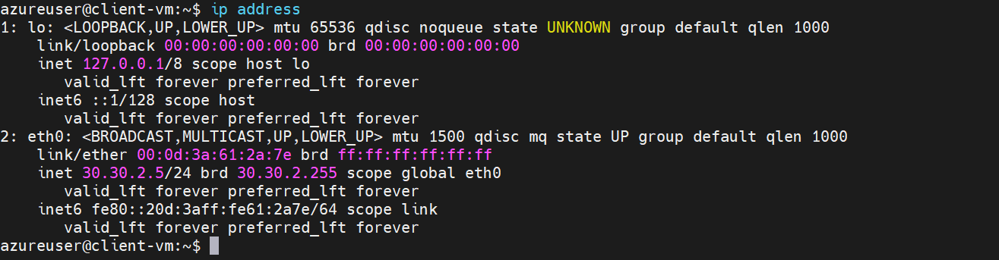 azureuser@client-vm:~$ ip address
1: lo: <LOOPBACK,UP,LOWER_UP> mtu 65536 qdisc noqueue state UNKNOWN group default qlen 1000
    link/loopback 00:00:00:00:00:00 brd 00:00:00:00:00:00
    inet 127.0.0.1/8 scope host lo
       valid_lft forever preferred_lft forever
    inet6 ::1/128 scope host
       valid_lft forever preferred_lft forever
2: eth0: <BROADCAST,MULTICAST,UP,LOWER_UP> mtu 1500 qdisc mq state UP group default qlen 1000
    link/ether 00:0d:3a:61:2a:7e brd ff:ff:ff:ff:ff:ff
    inet 30.30.2.5/24 brd 30.30.2.255 scope global eth0
       valid_lft forever preferred_lft forever
    inet6 fe80::20d:3aff:fe61:2a7e/64 scope link
       valid_lft forever preferred_lft forever
azureuser@client-vm:~$